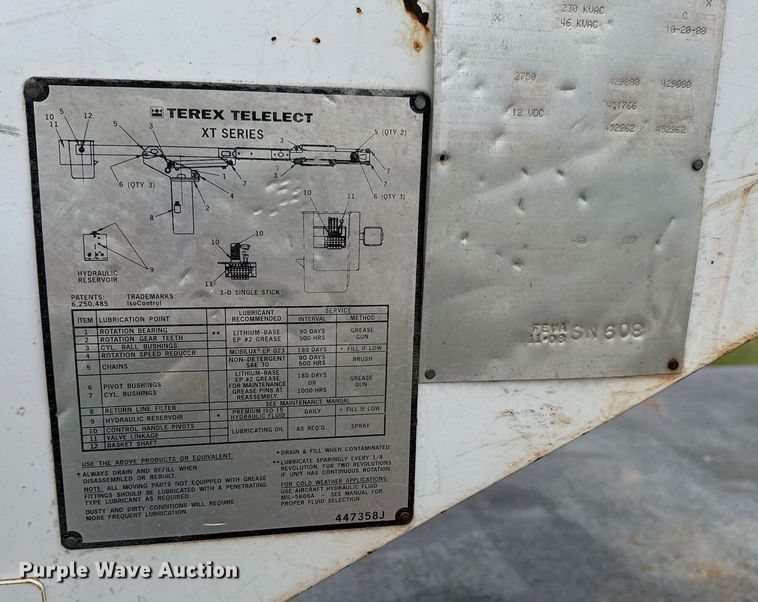 TEREX TELELECT
XT SERIES
10
11
5
12
5
3
3
5 (QTY 2)
6 (QTY 3)
1
7
4
2
3
7
7
6 (QTY 3)
8
10
11
10
10
9
11
HYDRAULIC
RESERVOIR
3-D SINGLE STICK
PATENTS: TRADEMARKS:
6,250,485 IsoControl
ITEM LUBRICATION POINT LUBRICANT RECOMMENDED SERVICE INTERVAL METHOD
1 ROTATION BEARING ** LITHIUM-BASE 90 DAYS GREASE
2 ROTATION GEAR TEETH EP #2 GREASE 500 HRS GUN
3 CYL. BALL BUSHINGS
4 ROTATION SPEED REDUCER MOBILUX® EP 023 180 DAYS + FILL IF LOW
5 CHAINS NON-DETERGENT SAE 30 90 DAYS 500 HRS BRUSH
6 PIVOT BUSHINGS
7 CYL. BUSHINGS
LITHIUM-BASE
EP #2 GREASE
OR MAINTENANCE
GREASE PINS AT
REASSEMBLY.
180 DAYS
OR
1000 HRS
GREASE
GUN
SEE MAINTENANCE MANUAL
8 RETURN LINE FILTER
9 HYDRAULIC RESERVOIR * PREMIUM ISO 15 HYDRAULIC FLUID DAILY + FILL IF LOW
10 CONTROL HANDLE PIVOTS
11 VALVE LINKAGE
12 BASKET SHAFT
LUBRICATING OIL AS REQ'D. SPRAY
USE THE ABOVE PRODUCTS OR EQUIVALENT:
+ ALWAYS DRAIN AND REFILL WHEN
DISASSEMBLED OR REBUILT.
NOTE: ALL MOVING PARTS NOT EQUIPPED WITH GREASE
FITTINGS SHOULD BE LUBRICATED WITH A PENETRATING
TYPE LUBRICANT AS REQUIRED.
DUSTY AND DIRTY CONDITIONS WILL REQUIRE
MORE FREQUENT LUBRICATION.
* DRAIN & FILL WHEN CONTAMINATED.
** LUBRICATE SPARINGLY EVERY 1/8
REVOLUTION, FOR TWO REVOLUTIONS
IF UNIT HAS CONTINUOUS ROTATION.
FOR COLD WEATHER APPLICATIONS:
USE AIRCRAFT HYDRAULIC FLUID
MIL-5606A - SEE MANUAL FOR
PROPER FLUID SELECTION.
447358J
230 KVAC X
X 46 KVAC C
10-20-08
3750 429080 429080
12 VDC 451766
452962 452962
SN 608
Purple Wave Auction